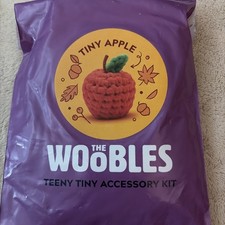 TINY APPLE
THE
WOOBLES
TEENY TINY ACCESSORY KIT